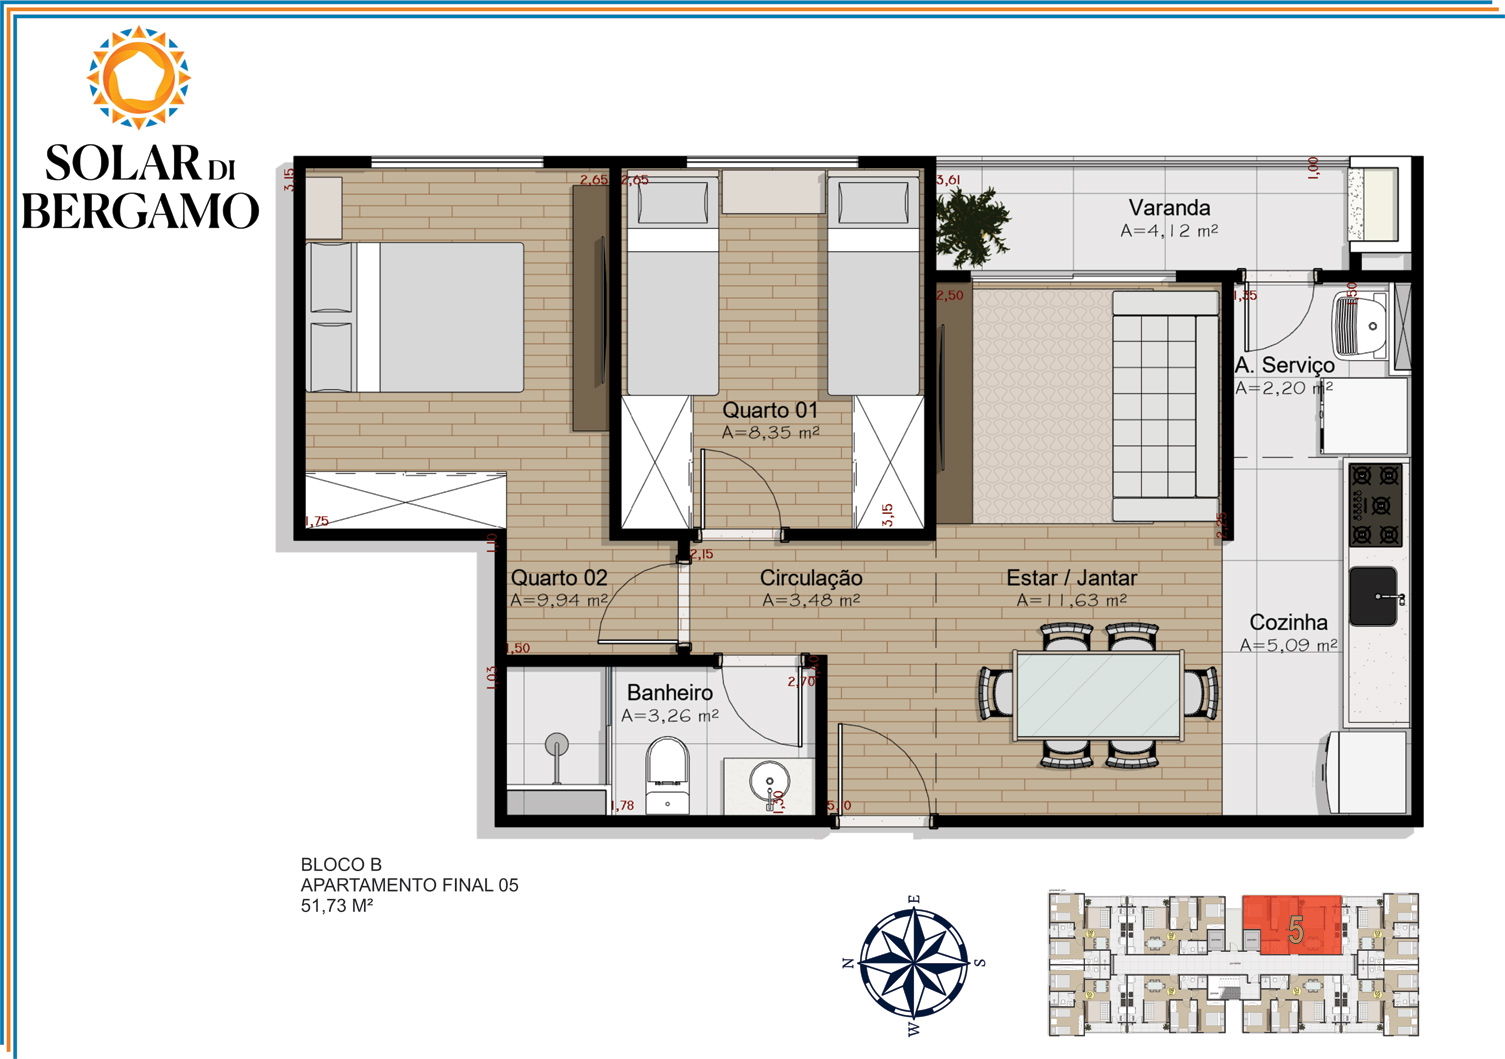 SOLAR DI
BERGAMO
3,15
2,65
2,65
3,61
1,00
Varanda
A=4,12 m²
2,50
1,35
1,50
A. Serviço
A=2,20 m²
Quarto 01
A=8,35 m²
3,15
1,75
1,10
2,15
2,25
Quarto 02
A=9,94 m²
Circulação
A=3,48 m²
Estar / Jantar
A=11,63 m²
Cozinha
A=5,09 m²
1,50
1,03
2,70
Banheiro
A=3,26 m²
1,78
1,30
5,10
BLOCO B
APARTAMENTO FINAL 05
51,73 M²
E
N
S
W
5